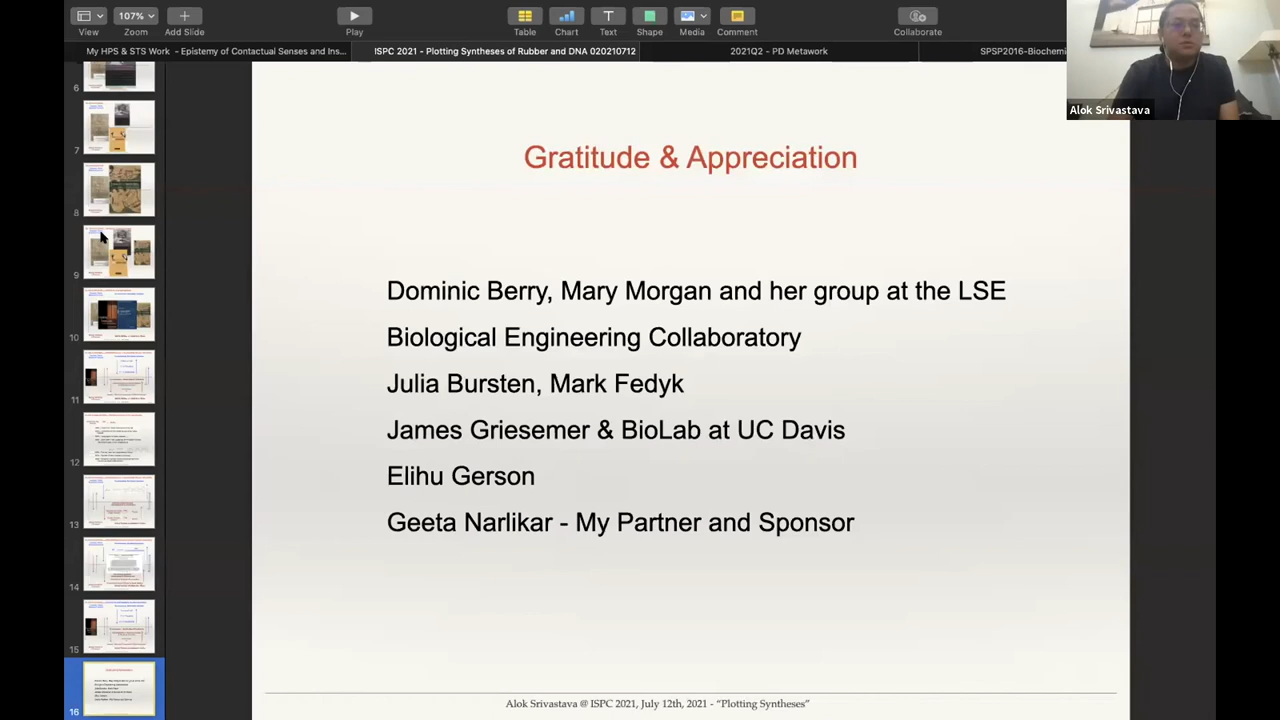 View
107%
Zoom
Add Slide
Play
Table
Chart
Text
Shape
Media
Comment
Collaborate
My HPS & STS Work - Epistemy of Contactual Senses and Ins...
ISPC 2021 - Plotting Syntheses of Rubber and DNA 020210712
2021Q2 - PD Metawork
SPSP2016-Biochemi
Alok Srivastava
6
7
8
9
10
11
12
13
14
15
16
Gratitude & Appreciation
Dominic Berry, Mary Morgan and her group at the LSE
Biological Engineering Collaboratory
Julia Bursten, Mark Fedyk
James Griesemer & BioLab at UC Davis
Elihu Gerson
Geeta Narlikar - My Partner and Sponsor
Alok Srivastava @ ISPC 2021, July 12th, 2021 - “Plotting Syntheses”